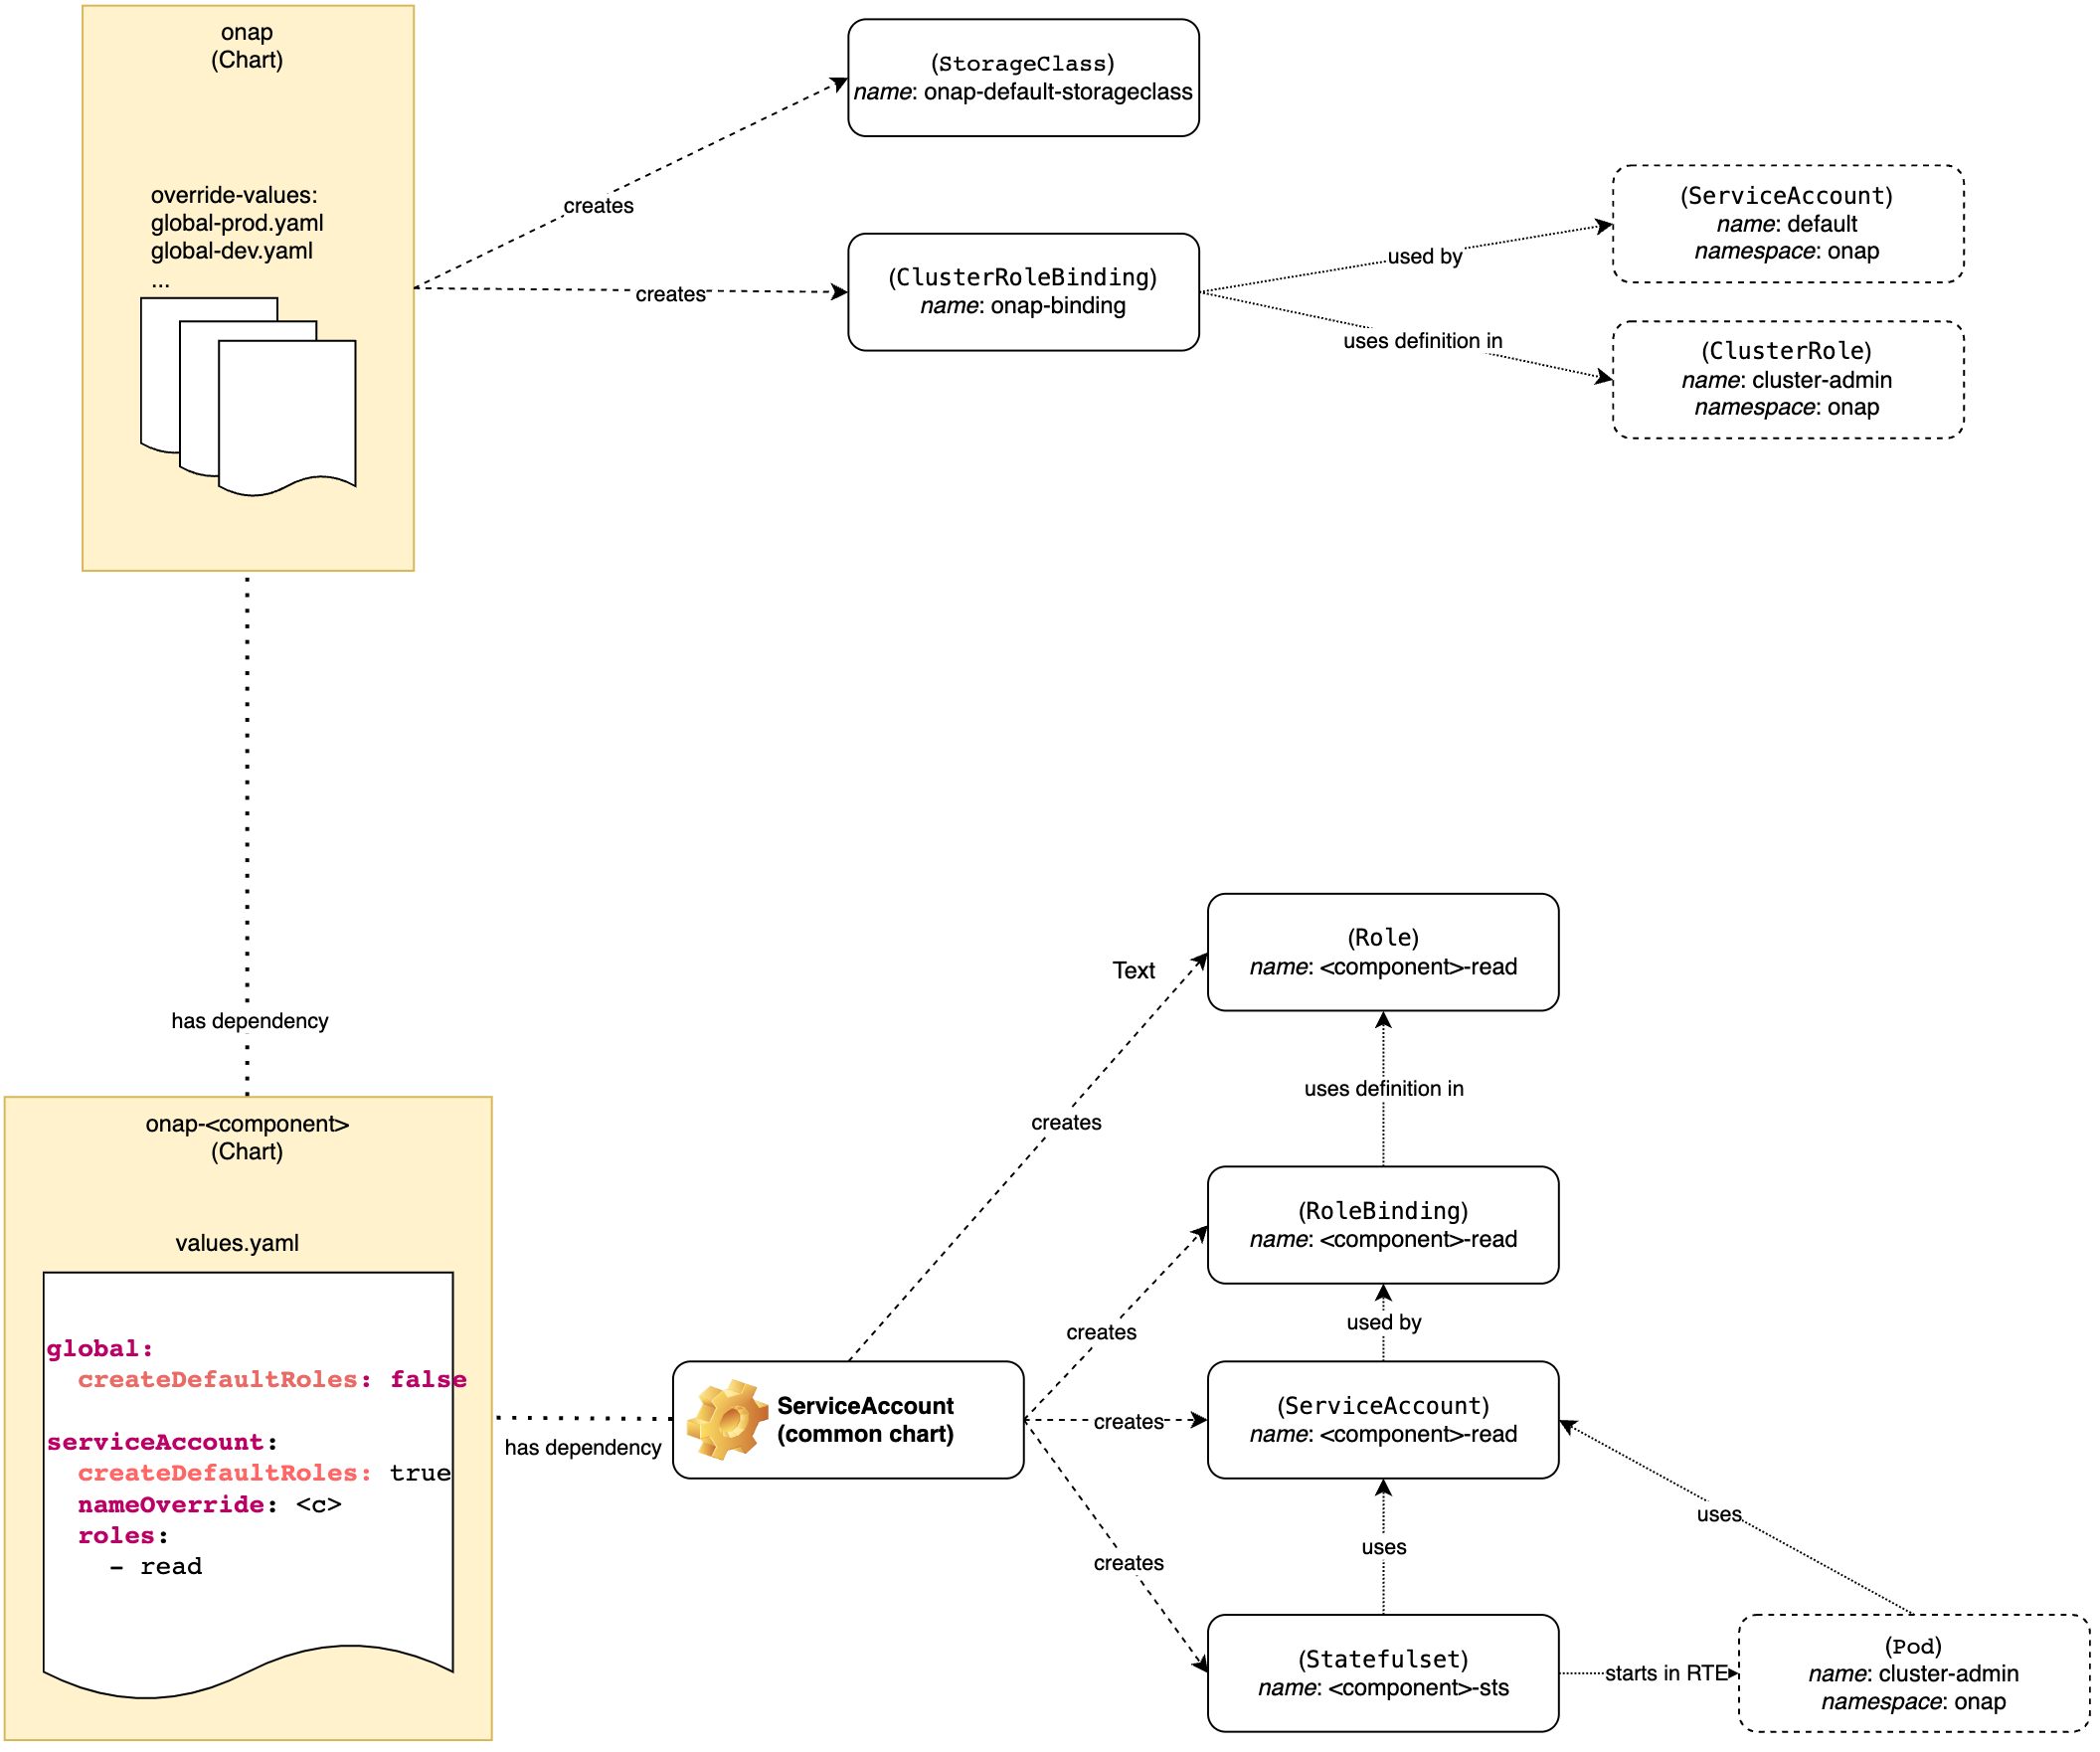 onap
(Chart)
override-values:
global-prod.yaml
global-dev.yaml
...
creates
creates
(StorageClass)
name: onap-default-storageclass
(ClusterRoleBinding)
name: onap-binding
used by
uses definition in
(ServiceAccount)
name: default
namespace: onap
(ClusterRole)
name: cluster-admin
namespace: onap
has dependency
onap-<component>
(Chart)
values.yaml
global:
  createDefaultRoles: false
serviceAccount:
  createDefaultRoles: true
  nameOverride: <c>
  roles:
    - read
has dependency
ServiceAccount
(common chart)
Text
creates
creates
creates
creates
(Role)
name: <component>-read
uses definition in
(RoleBinding)
name: <component>-read
used by
(ServiceAccount)
name: <component>-read
uses
uses
(Statefulset)
name: <component>-sts
starts in RTE
(Pod)
name: cluster-admin
namespace: onap